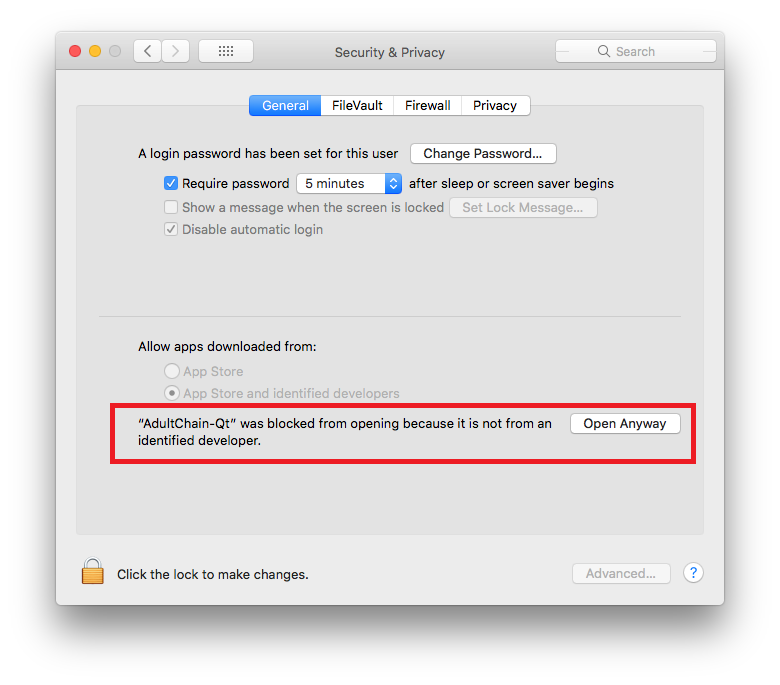 Security & Privacy
Search
General FileVault Firewall Privacy
A login password has been set for this user Change Password...
Require password 5 minutes after sleep or screen saver begins
Show a message when the screen is locked Set Lock Message...
Disable automatic login
Allow apps downloaded from:
App Store
App Store and identified developers
“AdultChain-Qt” was blocked from opening because it is not from an
identified developer.
Open Anyway
Click the lock to make changes.
Advanced...
?